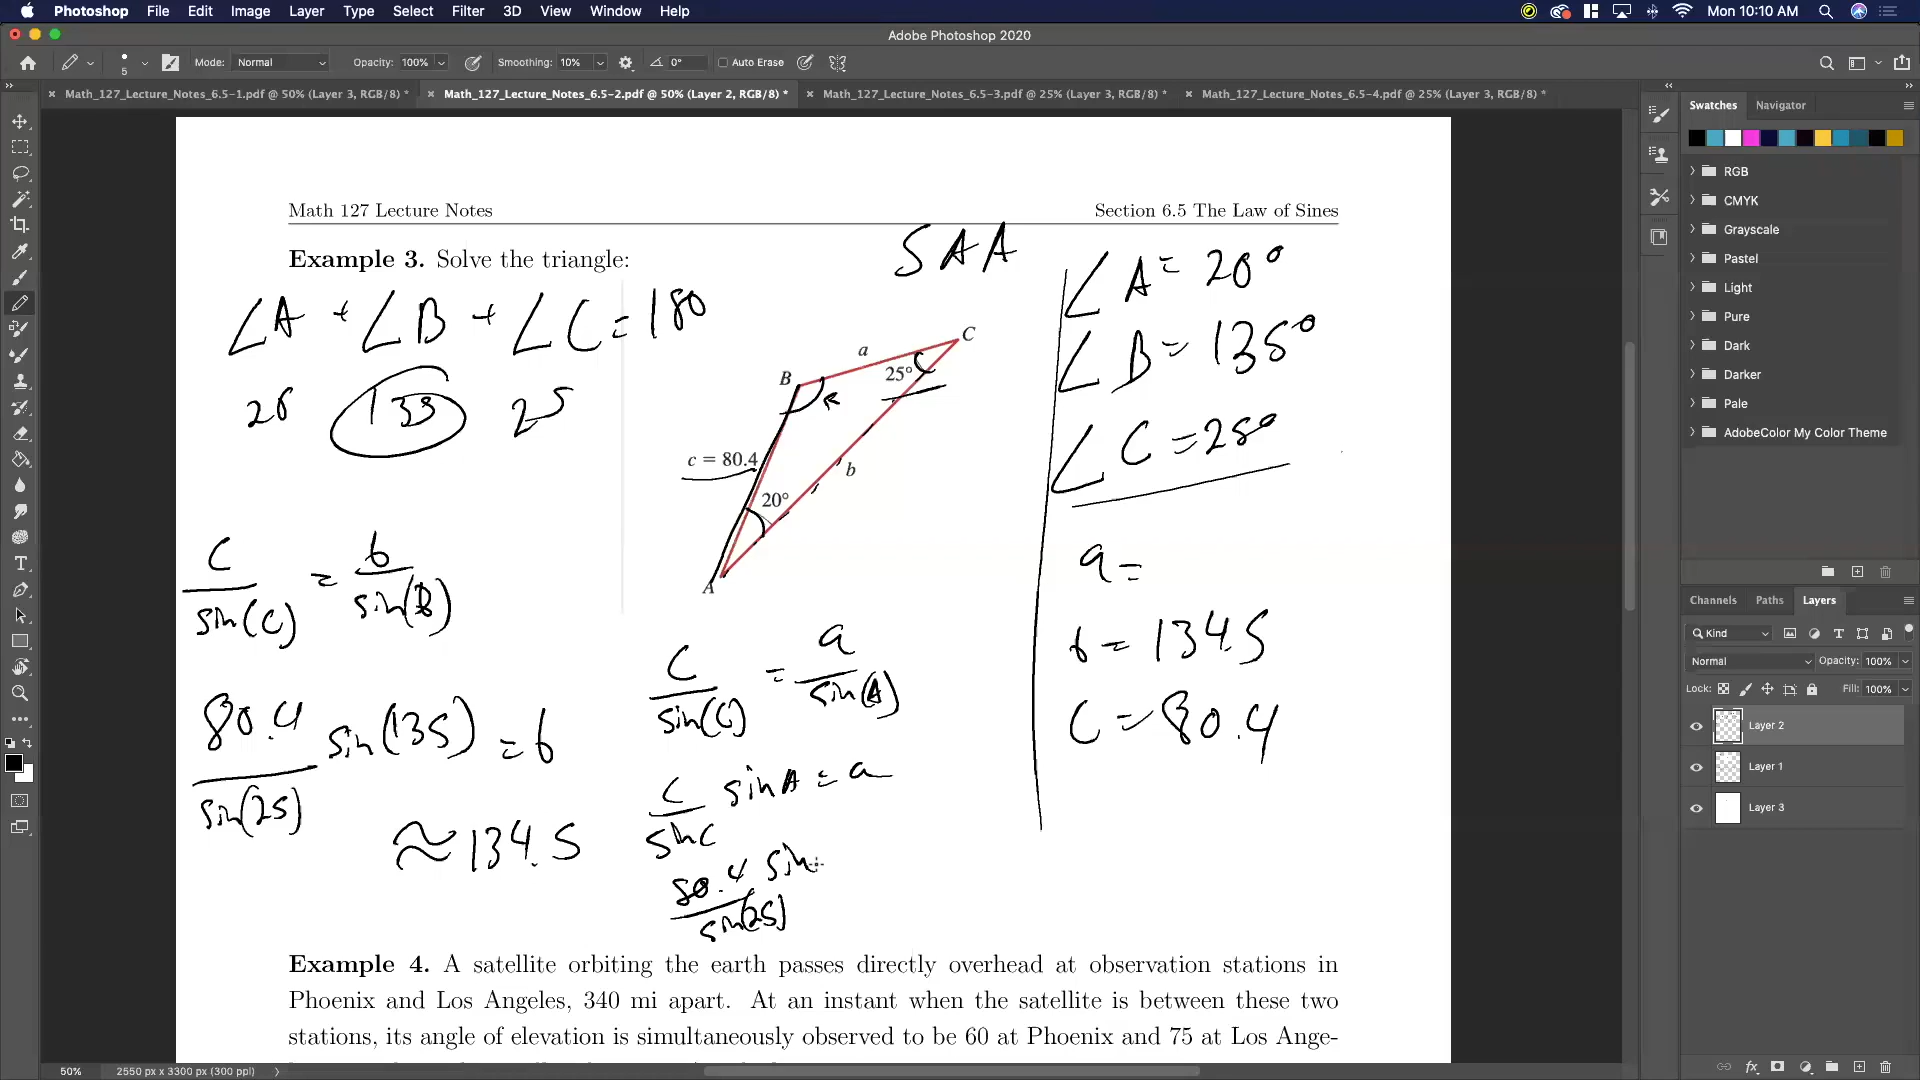 Photoshop File Edit Image Layer Type Select Filter 3D View Window Help Mon 10:10 AM
Adobe Photoshop 2020
5 Mode: Normal Opacity: 100% Smoothing: 10% 0° Auto Erase
Math_127_Lecture_Notes_6.5-1.pdf @ 50% (Layer 3, RGB/8) *
Math_127_Lecture_Notes_6.5-2.pdf @ 50% (Layer 2, RGB/8) *
Math_127_Lecture_Notes_6.5-3.pdf @ 25% (Layer 3, RGB/8) *
Math_127_Lecture_Notes_6.5-4.pdf @ 25% (Layer 3, RGB/8) *
Math 127 Lecture Notes Section 6.5 The Law of Sines
Example 3. Solve the triangle:
SAA
∠A + ∠B + ∠C = 180
20 135 25
C
a
B
25°
c = 80.4
b
20°
A
∠A = 20°
∠B = 135°
∠C = 25°
a =
b = 134.5
c = 80.4
c/sin(C) = b/sin(B)
80.4/sin(25) sin(135) = b
≈ 134.5
c/sin(C) = a/sin(A)
c/sinC sinA = a
80.4/sin(25) sin
Example 4. A satellite orbiting the earth passes directly overhead at observation stations in
Phoenix and Los Angeles, 340 mi apart. At an instant when the satellite is between these two
stations, its angle of elevation is simultaneously observed to be 60 at Phoenix and 75 at Los Ange-
50% 2550 px x 3300 px (300 ppi)
Swatches Navigator
RGB
CMYK
Grayscale
Pastel
Light
Pure
Dark
Darker
Pale
AdobeColor My Color Theme
Channels Paths Layers
Kind
Normal Opacity: 100%
Lock: Fill: 100%
Layer 2
Layer 1
Layer 3
fx